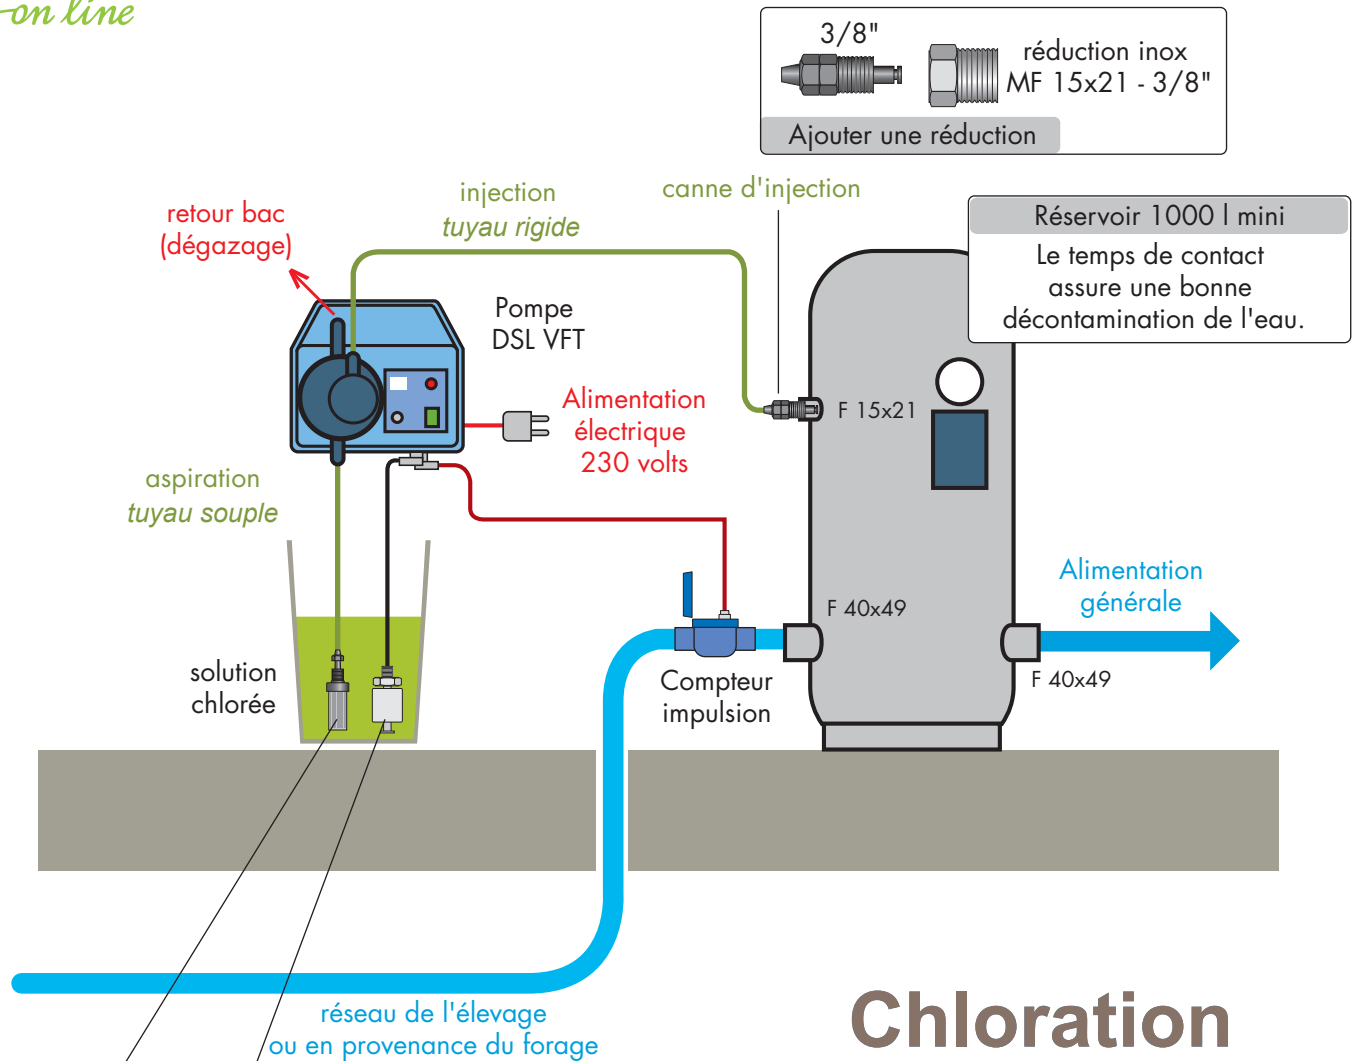 on line
3/8"
réduction inox
MF 15x21 - 3/8"
Ajouter une réduction
injection
tuyau rigide
canne d'injection
retour bac
(dégazage)
Réservoir 1000 l mini
Le temps de contact
assure une bonne
décontamination de l'eau.
Pompe
DSL VFT
Alimentation
électrique
230 volts
F 15x21
aspiration
tuyau souple
Alimentation
générale
F 40x49
solution
chlorée
Compteur
impulsion
F 40x49
Chloration
réseau de l'élevage
ou en provenance du forage